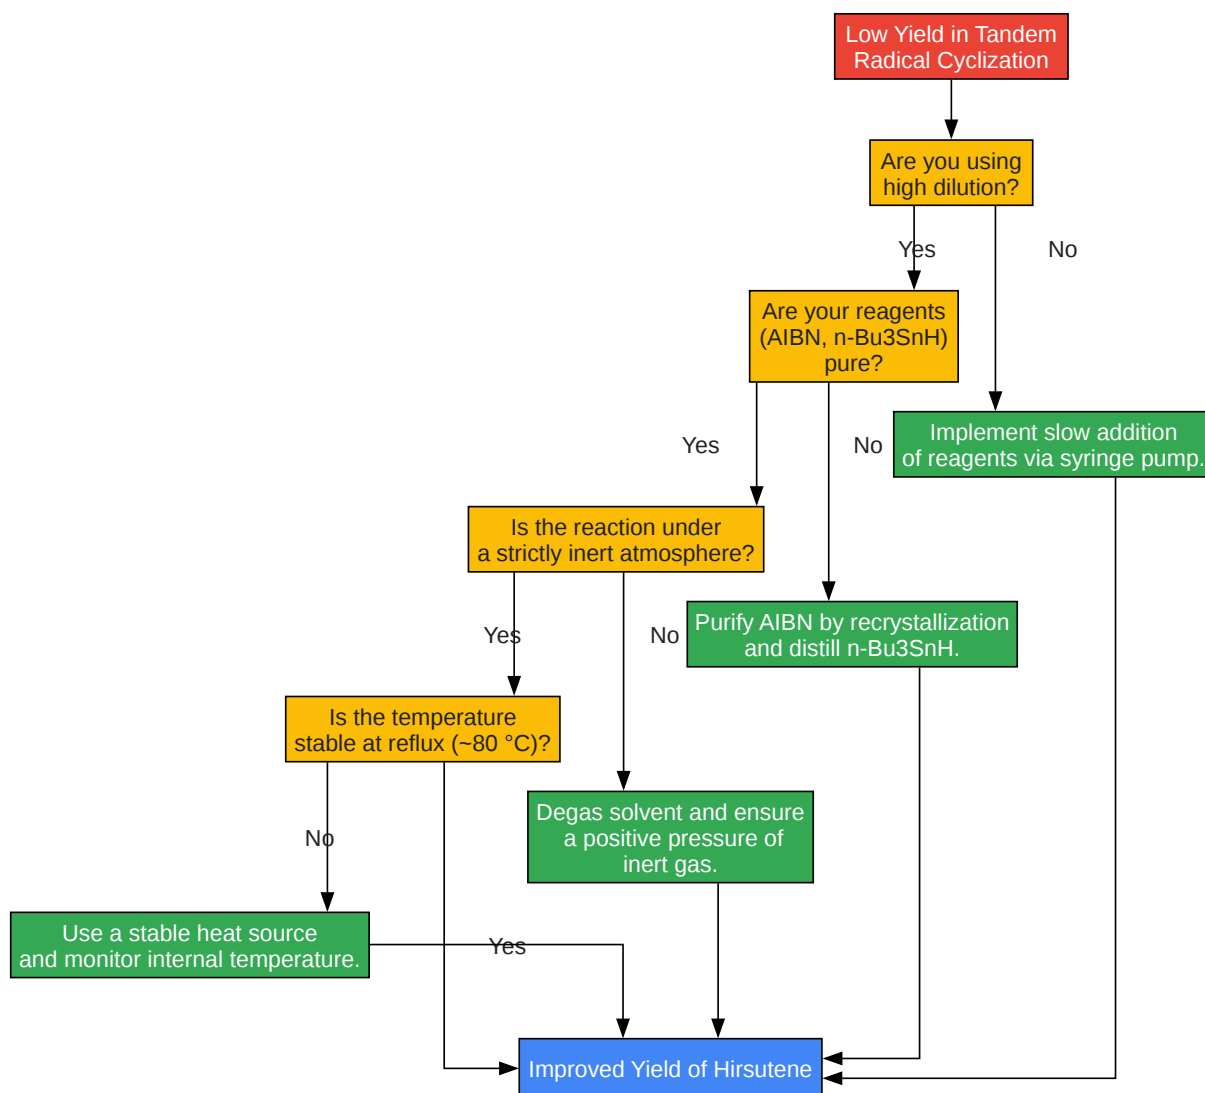 Low Yield in Tandem
Radical Cyclization
Are you using
high dilution?
Yes
No
Are your reagents
(AIBN, n-Bu3SnH)
pure?
Yes
No
Implement slow addition
of reagents via syringe pump.
Is the reaction under
a strictly inert atmosphere?
Yes
No
Purify AIBN by recrystallization
and distill n-Bu3SnH.
Is the temperature
stable at reflux (~80 °C)?
No
Degas solvent and ensure
a positive pressure of
inert gas.
Use a stable heat source
and monitor internal temperature.
Yes
Improved Yield of Hirsutene